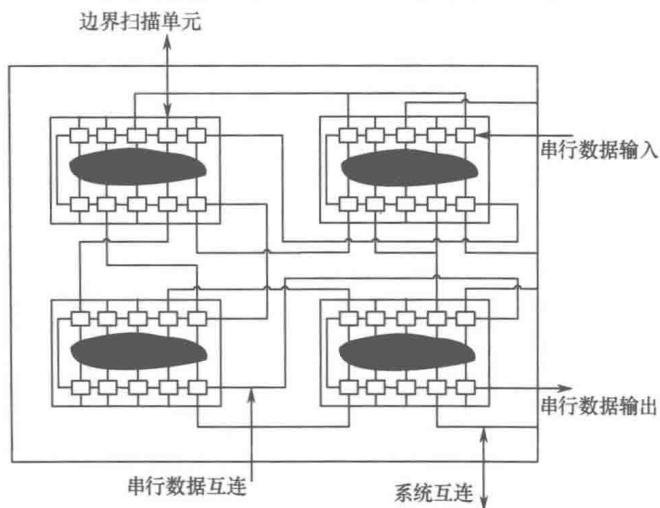 边界扫描单元
串行数据输入
串行数据输出
串行数据互连
系统互连